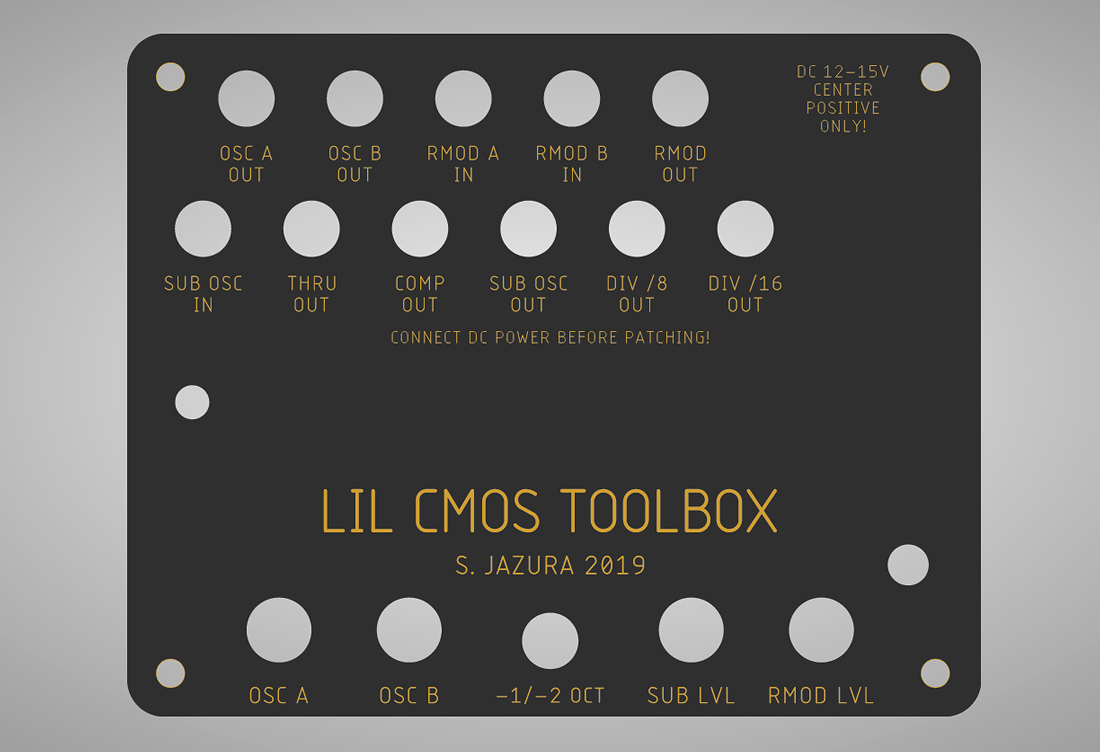 DC 12-15V
CENTER
POSITIVE
ONLY!
OSC A
OUT
OSC B
OUT
RMOD A
IN
RMOD B
IN
RMOD
OUT
SUB OSC
IN
THRU
OUT
COMP
OUT
SUB OSC
OUT
DIV /8
OUT
DIV /16
OUT
CONNECT DC POWER BEFORE PATCHING!
LIL CMOS TOOLBOX
S. JAZURA 2019
OSC A
OSC B
-1/-2 OCT
SUB LVL
RMOD LVL